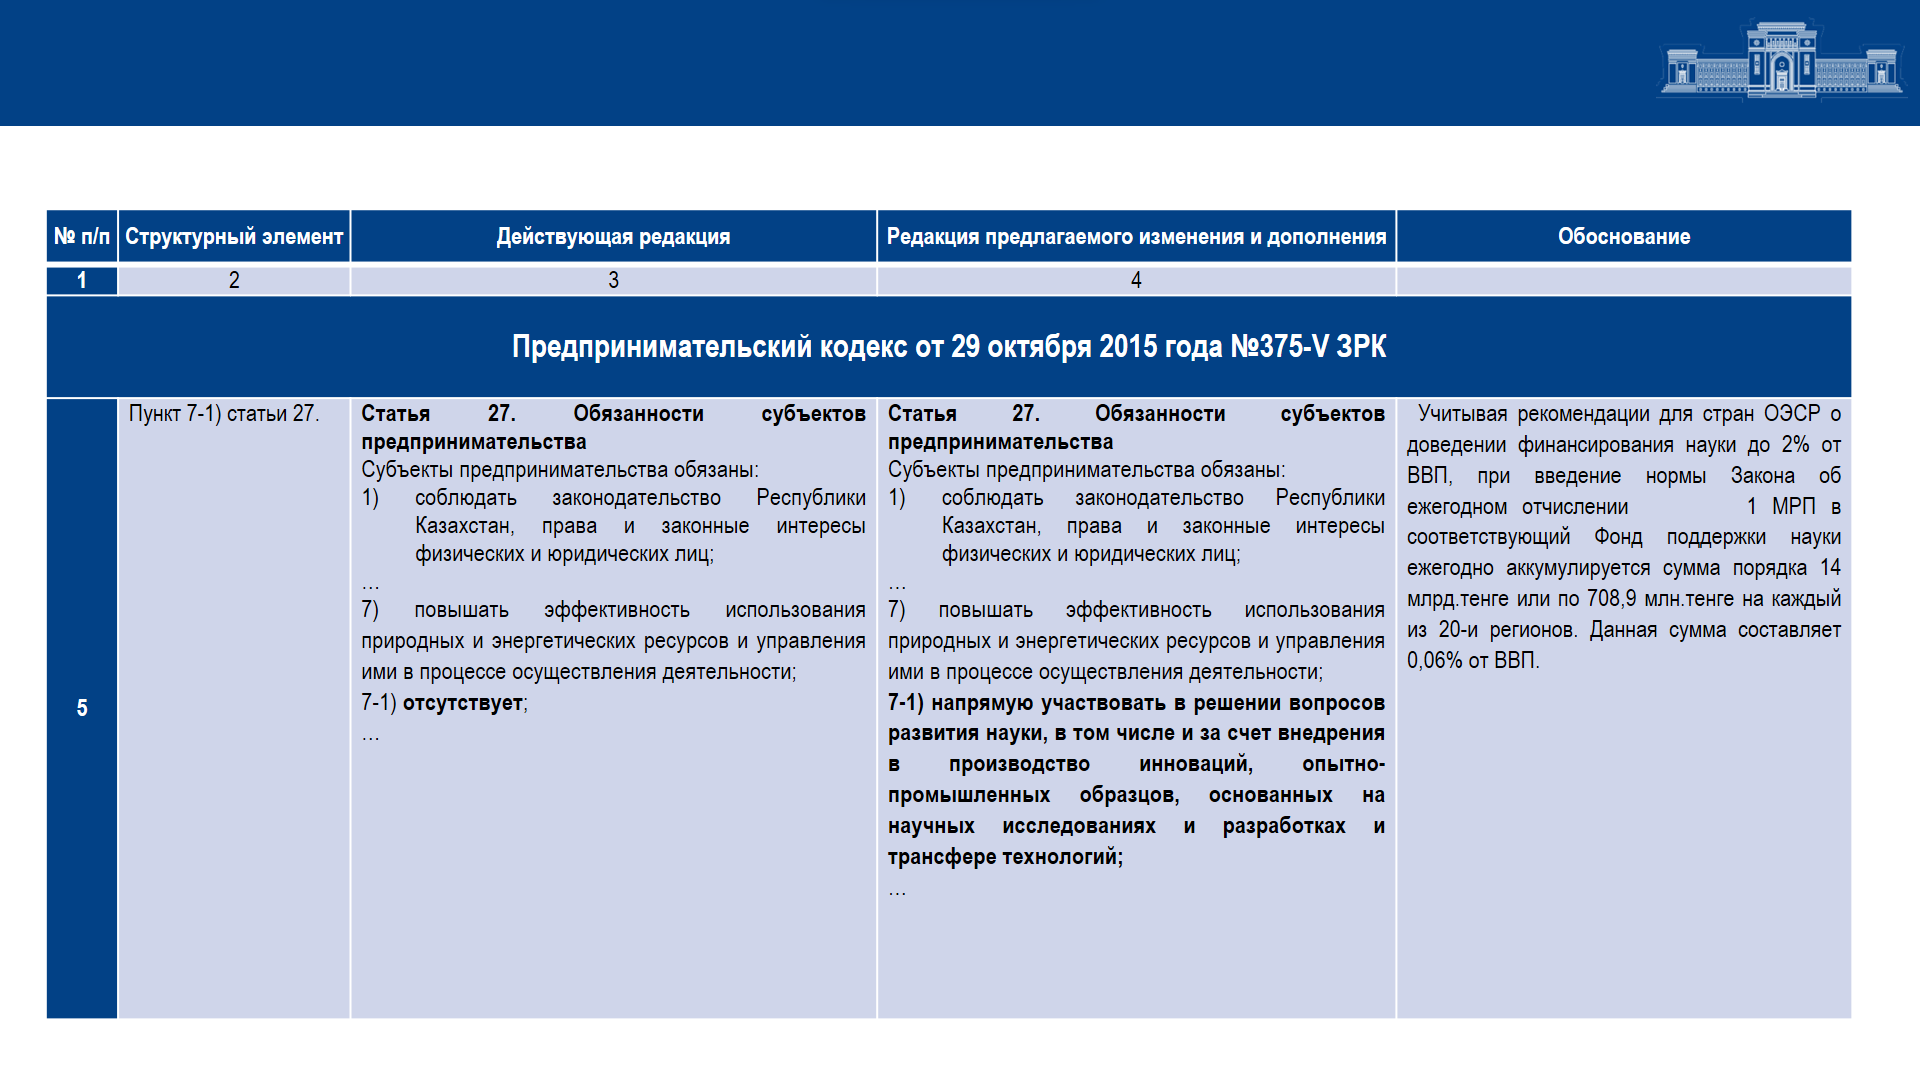 № п/п Структурный элемент Действующая редакция Редакция предлагаемого изменения и дополнения Обоснование
1 2 3 4
Предпринимательский кодекс от 29 октября 2015 года №375-V ЗРК
5
Пункт 7-1) статьи 27.
Статья 27. Обязанности субъектов
предпринимательства
Субъекты предпринимательства обязаны:
1) соблюдать законодательство Республики
Казахстан, права и законные интересы
физических и юридических лиц;
…
7) повышать эффективность использования
природных и энергетических ресурсов и управления
ими в процессе осуществления деятельности;
7-1) отсутствует;
…
Статья 27. Обязанности субъектов
предпринимательства
Субъекты предпринимательства обязаны:
1) соблюдать законодательство Республики
Казахстан, права и законные интересы
физических и юридических лиц;
…
7) повышать эффективность использования
природных и энергетических ресурсов и управления
ими в процессе осуществления деятельности;
7-1) напрямую участвовать в решении вопросов
развития науки, в том числе и за счет внедрения
в производство инноваций, опытно-
промышленных образцов, основанных на
научных исследованиях и разработках и
трансфере технологий;
…
Учитывая рекомендации для стран ОЭСР о
доведении финансирования науки до 2% от
ВВП, при введение нормы Закона об
ежегодном отчислении 1 МРП в
соответствующий Фонд поддержки науки
ежегодно аккумулируется сумма порядка 14
млрд.тенге или по 708,9 млн.тенге на каждый
из 20-и регионов. Данная сумма составляет
0,06% от ВВП.